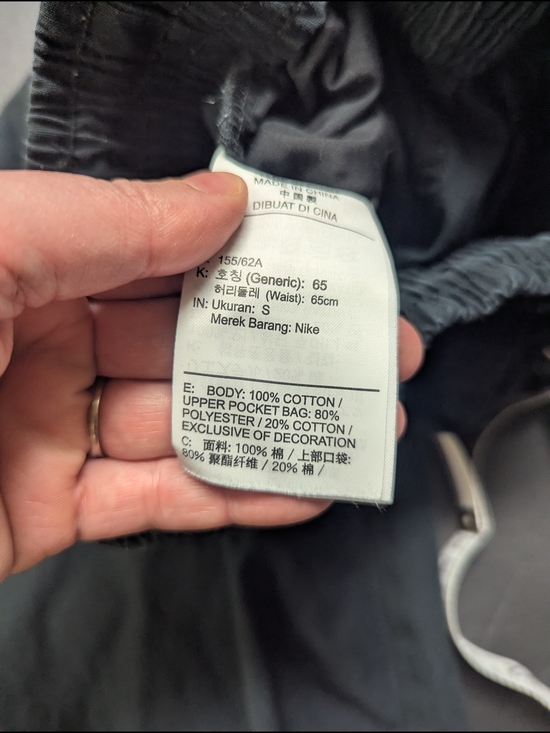 MADE IN CHINA
中国製
DIBUAT DI CINA
155/62A
K: 호칭 (Generic): 65
허리둘레 (Waist): 65cm
IN: Ukuran: S
Merek Barang: Nike
E: BODY: 100% COTTON /
UPPER POCKET BAG: 80%
POLYESTER / 20% COTTON /
EXCLUSIVE OF DECORATION
C: 面料: 100% 棉 / 上部口袋:
80% 聚酯纤维 / 20% 棉 /